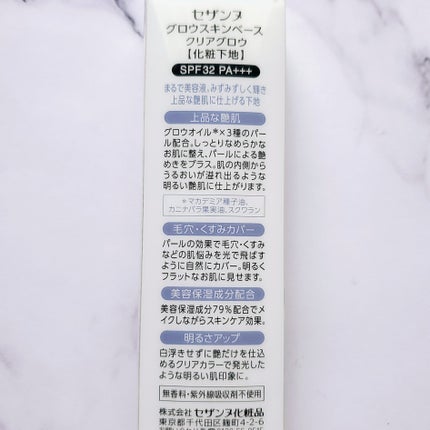 セザンヌ
グロウスキンベース
クリアグロウ
【化粧下地】
SPF32 PA+++
まるで美容液。みずみずしく輝き
上品な艶肌に仕上げる下地
上品な艶肌
グロウオイル*×3種のパー
ル配合。しっとりなめらかな
お肌に整え、パールによる艶
めきをプラス。肌の内側から
うるおいが溢れ出るような
明るい艶肌に仕上がります。
*マカデミア種子油、
カニナバラ果実油、スクワラン
毛穴・くすみカバー
パールの効果で毛穴・くすみ
などの肌悩みを光で飛ばす
ように自然にカバー。明るく
フラットなお肌に見せます。
美容保湿成分配合
美容保湿成分79%配合でメ
イクしながらスキンケア効果。
明るさアップ
白浮きせずに艶だけを仕込
めるクリアカラーで発光した
ような明るい肌印象に。
無香料・紫外線吸収剤不使用
株式会社 セザンヌ化粧品
東京都千代田区麹町4-2-6